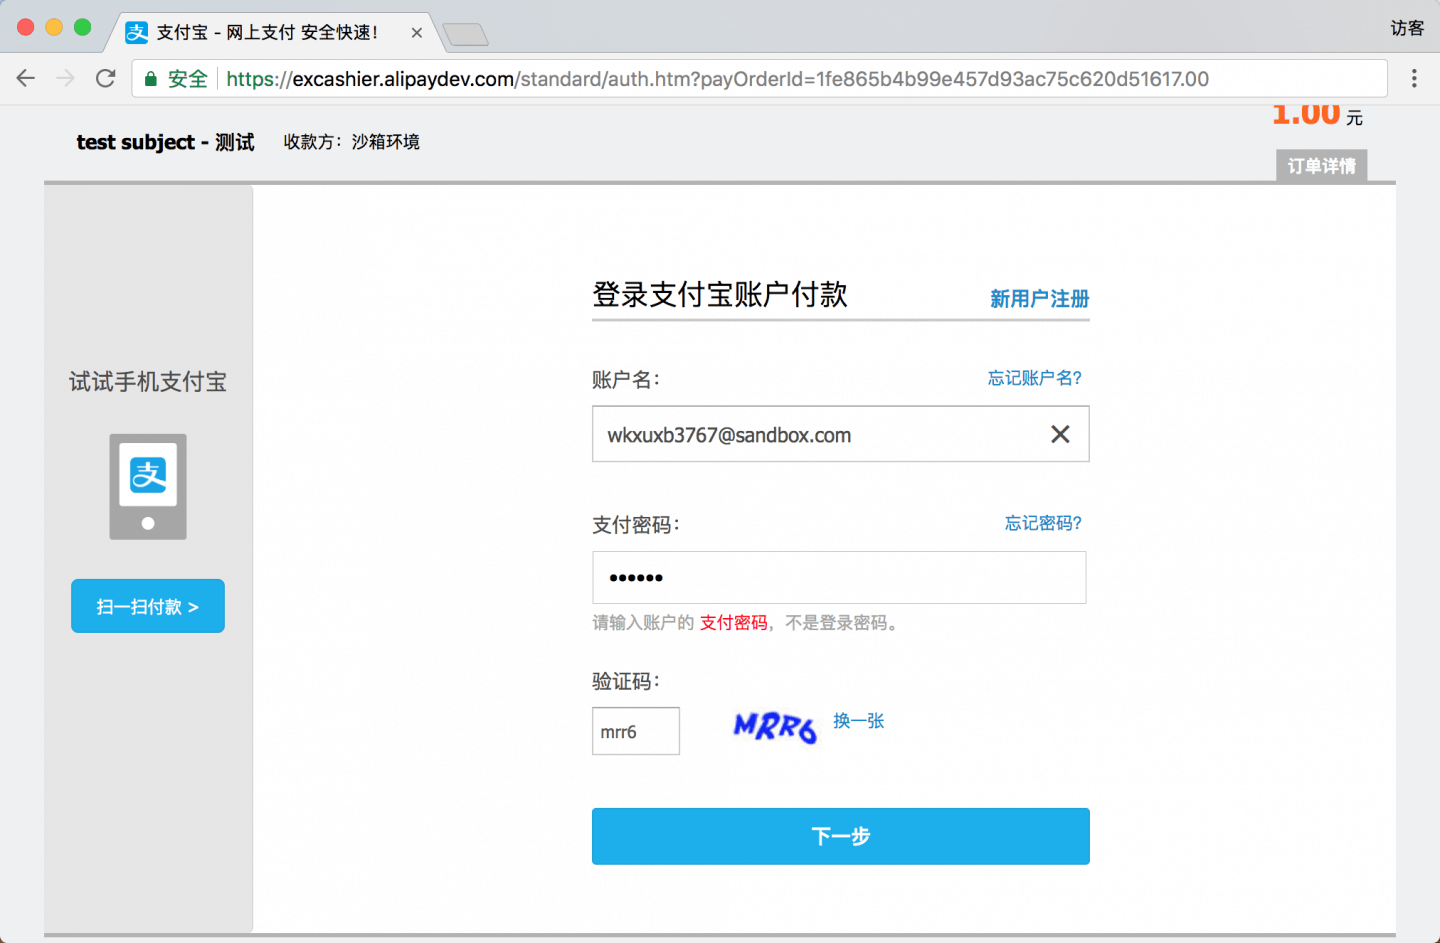 支付宝 - 网上支付 安全快速!
访客
安全 https://excashier.alipaydev.com/standard/auth.htm?payOrderId=1fe865b4b99e457d93ac75c620d51617.00
test subject - 测试 收款方：沙箱环境
1.00 元
订单详情
试试手机支付宝
支
扫一扫付款 >
登录支付宝账户付款
新用户注册
账户名：
忘记账户名?
wkxuxb3767@sandbox.com
支付密码：
忘记密码?
••••••
请输入账户的 支付密码，不是登录密码。
验证码：
mrr6
MRR6
换一张
下一步